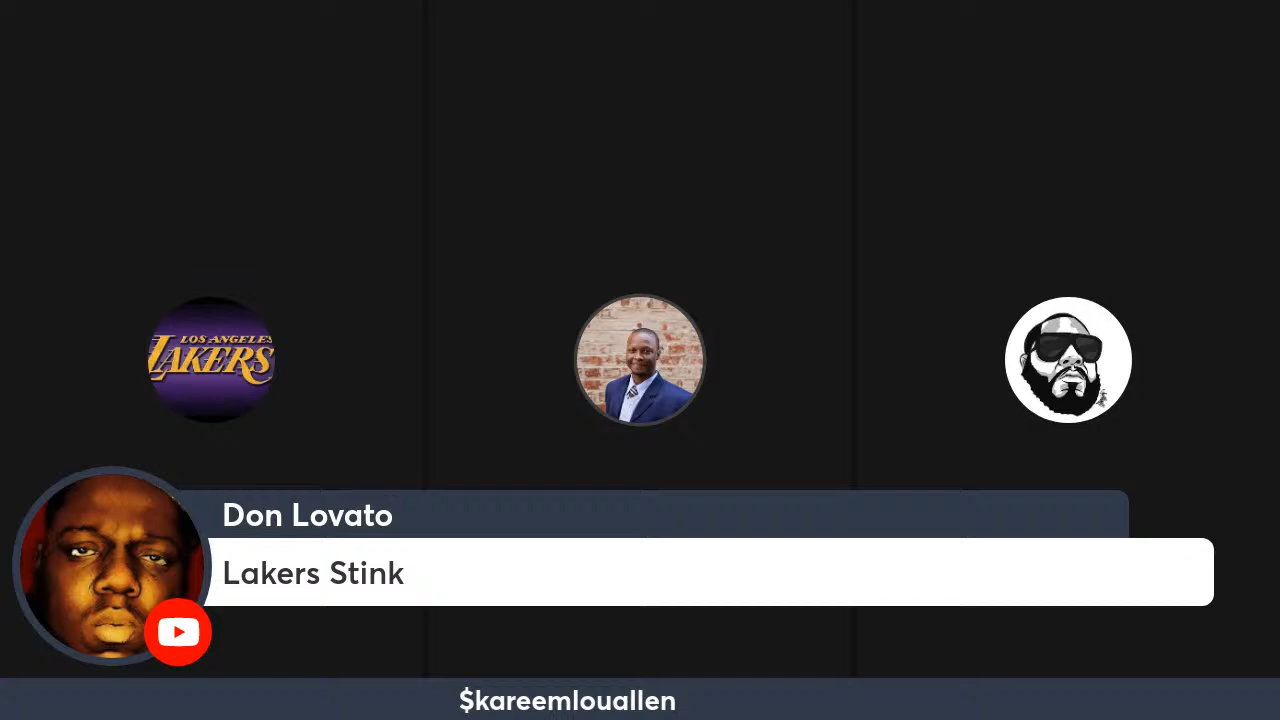 LOS ANGELES
LAKERS
Don Lovato
Lakers Stink
$kareemlouallen